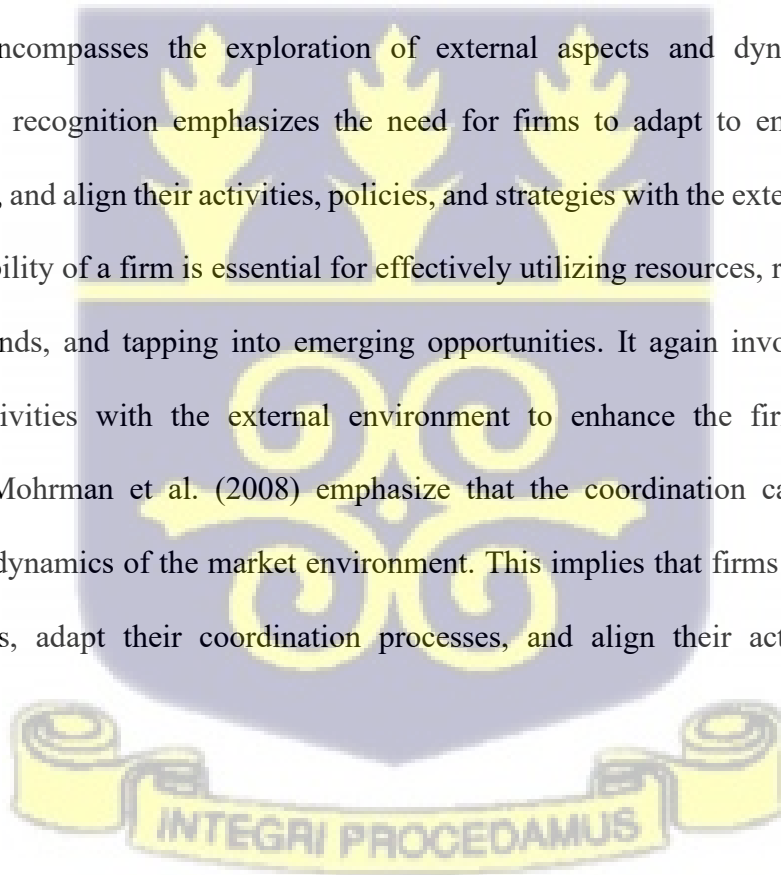 ncompasses the exploration of external aspects and dyn
recognition emphasizes the need for firms to adapt to en
, and align their activities, policies, and strategies with the exte
bility of a firm is essential for effectively utilizing resources, r
nds, and tapping into emerging opportunities. It again invo
tivities with the external environment to enhance the fir
Mohrman et al. (2008) emphasize that the coordination ca
dynamics of the market environment. This implies that firms
s, adapt their coordination processes, and align their act
INTEGRI PROCEDAMUS